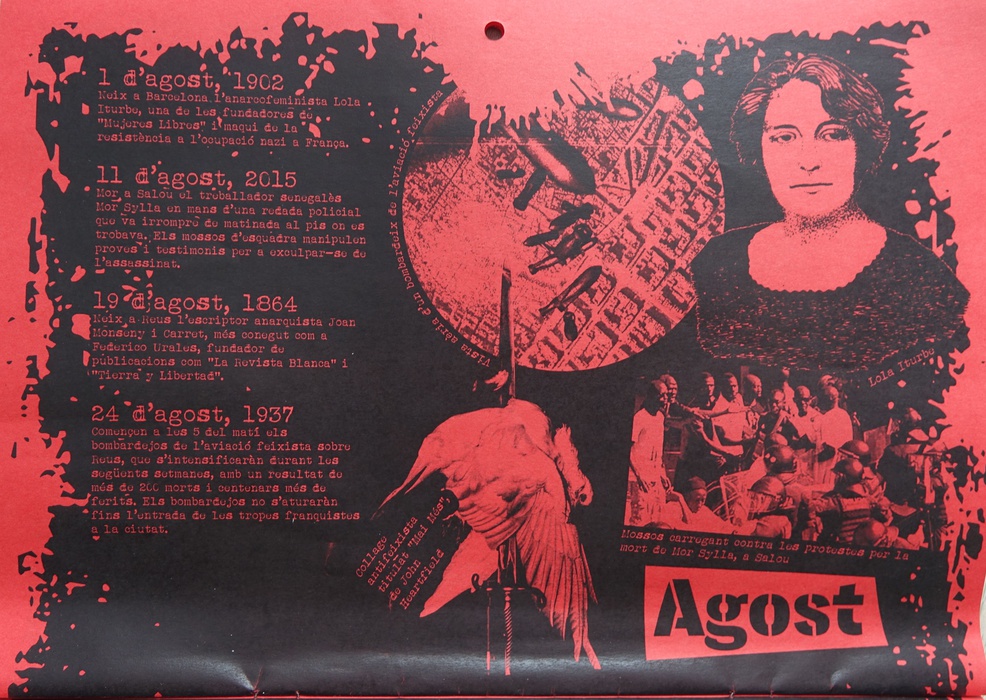 1 d'agost, 1902
Neix a Barcelona l'anarcofeminista Lola
Iturbe, una de les fundadores de
"Mujeres Libres" i maqui de la
resistència a l'ocupació nazi a França.
11 d'agost, 2015
Mor a Salou el treballador senegalès
Mor Sylla en mans d'una redada policial
que va irrompre de matinada al pis on es
trobava. Els mossos d'esquadra manipulen
proves i testimonis per a exculpar-se de
l'assassinat.
19 d'agost, 1864
Neix a Reus l'escriptor anarquista Joan
Monseny i Carret, més conegut com a
Federico Urales, fundador de
públicacions com "La Revista Blanca" i
"Tierra y Libertad".
24 d'agost, 1937
Començen a les 5 del matí els
bombardejos de l'aviació feixista sobre
Reus, que s'intensificaràn durant les
següents setmanes, amb un resultat de
més de 200 morts i centenars més de
ferits. Els bombardejos no s'aturaràn
fins l'entrada de les tropes franquistes
a la ciutat.
Vista aèria d'un bombardeix de l'aviació feixista
Lola Iturbe
Collage
antifeixista
titulat "Mai Més",
de John
Heartfield
Mossos carregant contra les protestes per la
mort de Mor Sylla, a Salou
Agost